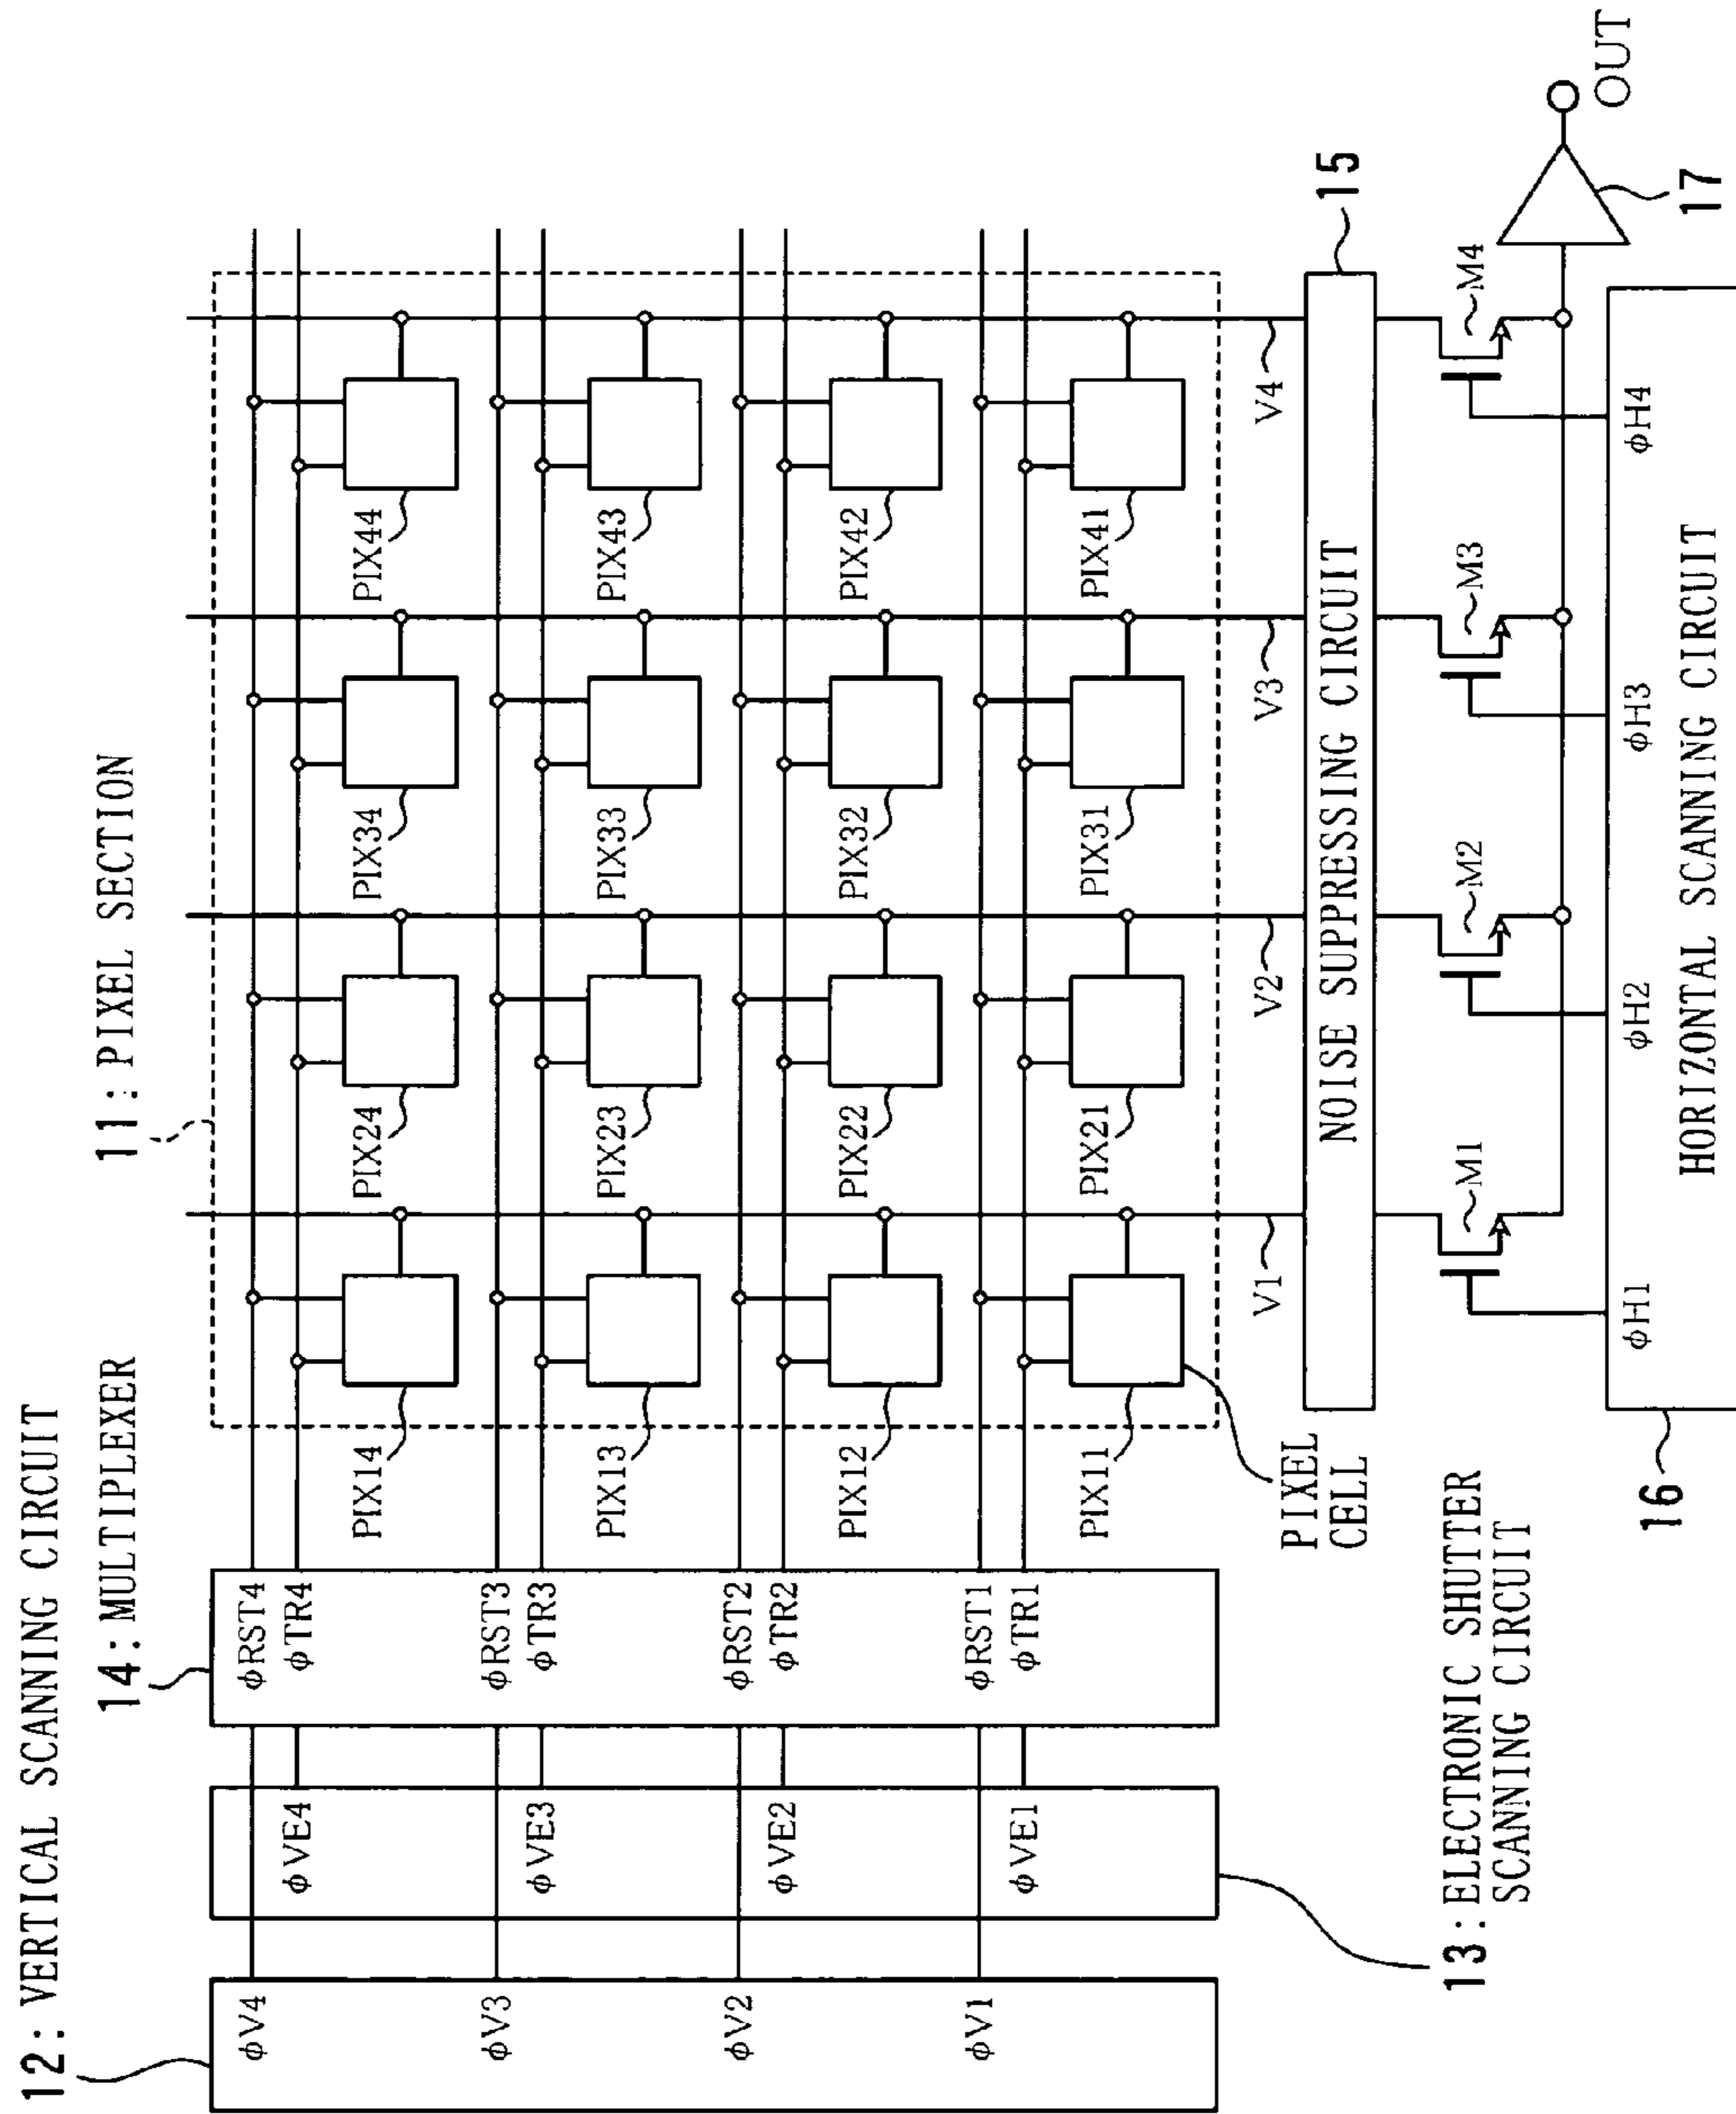 12: VERTICAL SCANNING CIRCUIT
14: MULTIPLEXER
11: PIXEL SECTION
φV4
φV3
φV2
φV1
φVE4
φVE3
φVE2
φVE1
φRST4
φTR4
φRST3
φTR3
φRST2
φTR2
φRST1
φTR1
PIX14
PIX24
PIX34
PIX44
PIX13
PIX23
PIX33
PIX43
PIX12
PIX22
PIX32
PIX42
PIX11
PIX21
PIX31
PIX41
PIXEL
CELL
V1
V2
V3
V4
NOISE SUPPRESSING CIRCUIT
15
13: ELECTRONIC SHUTTER
SCANNING CIRCUIT
M1
M2
M3
M4
φH1
φH2
φH3
φH4
HORIZONTAL SCANNING CIRCUIT
16
17
OUT